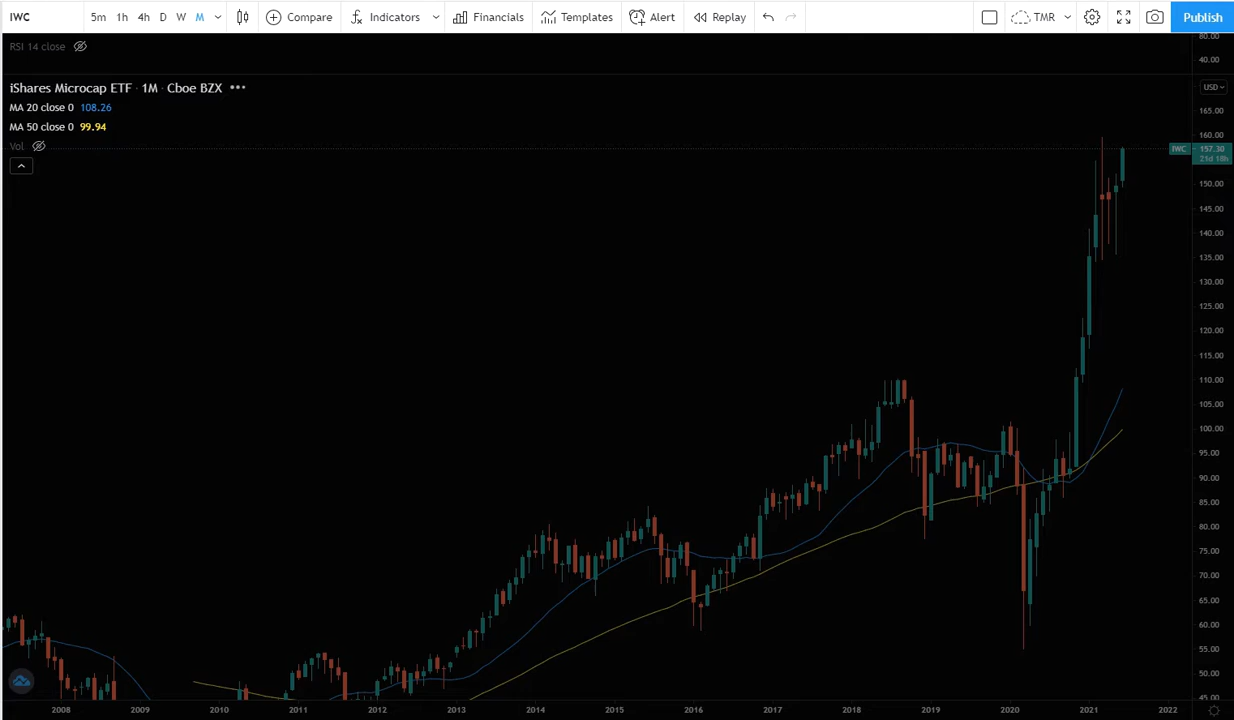 IWC 5m 1h 4h D W M Compare Indicators Financials Templates Alert Replay TMR Publish
RSI 14 close
80.00
40.00
iShares Microcap ETF · 1M · Cboe BZX
USD
MA 20 close 0 108.26
MA 50 close 0 99.94
Vol
165.00
160.00
IWC 157.30
21d 18h
150.00
145.00
140.00
135.00
130.00
125.00
120.00
115.00
110.00
105.00
100.00
95.00
90.00
85.00
80.00
75.00
70.00
65.00
60.00
55.00
50.00
45.00
2008 2009 2010 2011 2012 2013 2014 2015 2016 2017 2018 2019 2020 2021 2022